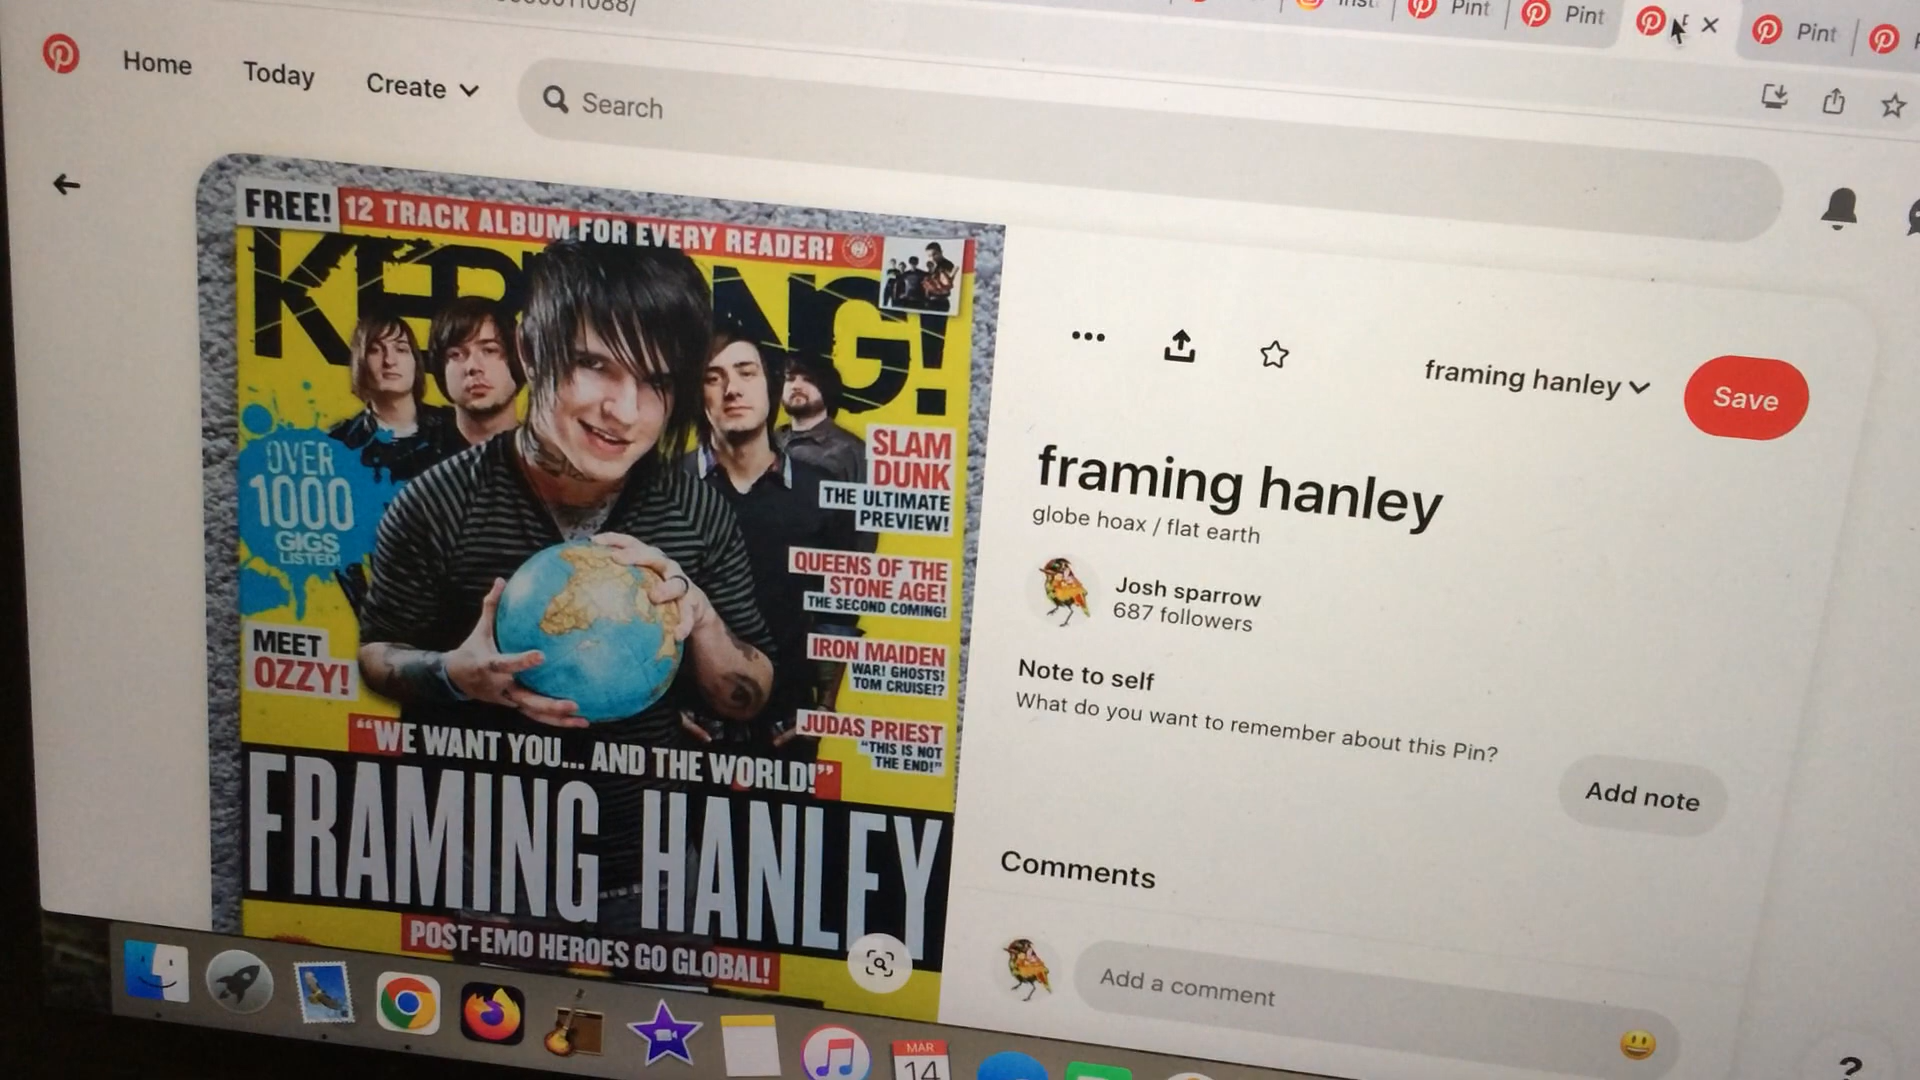 Pint
Pint
Pint
Home
Today
Create
Search
FREE! 12 TRACK ALBUM FOR EVERY READER!
KERRANG!
OVER
1000
GIGS
LISTED!
MEET
OZZY!
SLAM
DUNK
THE ULTIMATE
PREVIEW!
QUEENS OF THE
STONE AGE!
THE SECOND COMING!
IRON MAIDEN
WAR! GHOSTS!
TOM CRUISE!?
JUDAS PRIEST
"THIS IS NOT
THE END!"
"WE WANT YOU... AND THE WORLD!"
FRAMING HANLEY
POST-EMO HEROES GO GLOBAL!
framing hanley
Save
framing hanley
globe hoax / flat earth
Josh sparrow
687 followers
Note to self
What do you want to remember about this Pin?
Add note
Comments
Add a comment
?
MAR
14